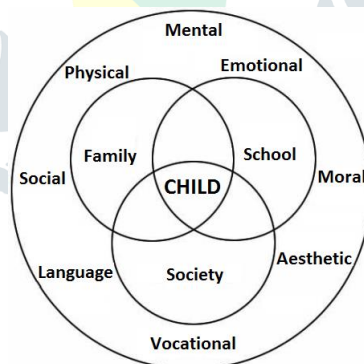 Mental
Physical
Emotional
Family
School
Social
CHILD
Moral
Language
Society
Aesthetic
Vocational